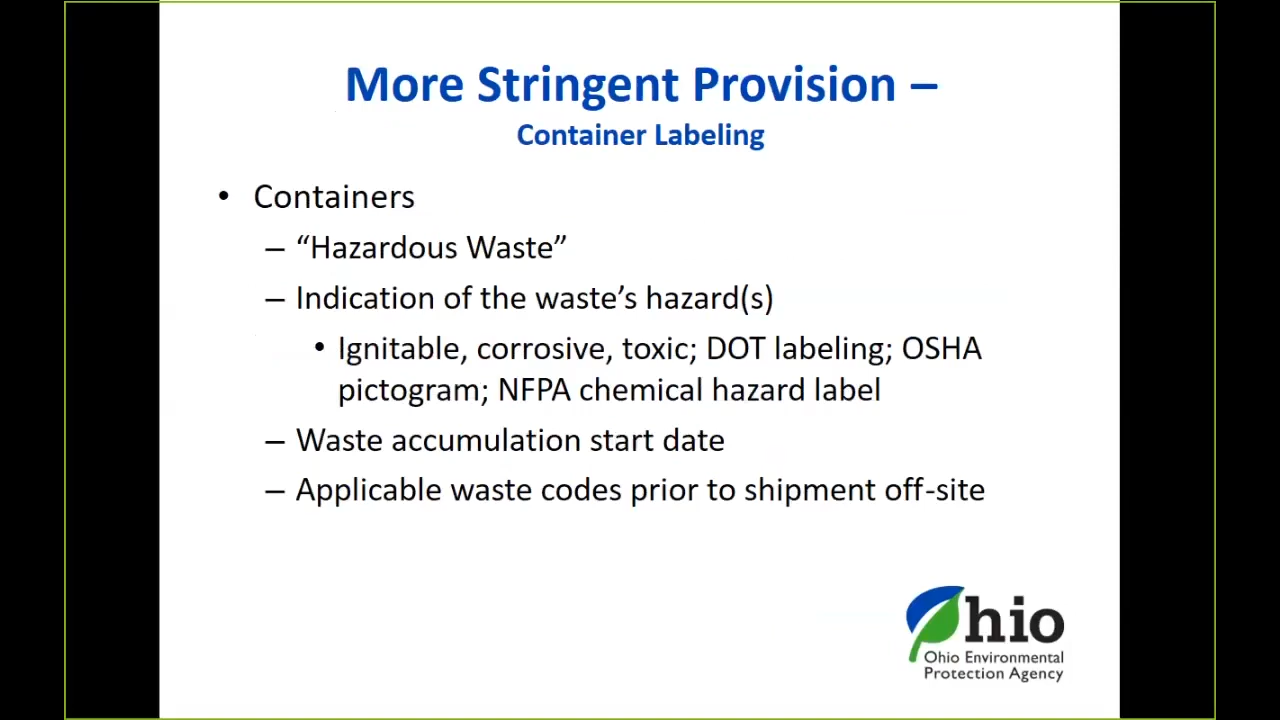 More Stringent Provision –
Container Labeling
• Containers
– “Hazardous Waste”
– Indication of the waste’s hazard(s)
• Ignitable, corrosive, toxic; DOT labeling; OSHA
pictogram; NFPA chemical hazard label
– Waste accumulation start date
– Applicable waste codes prior to shipment off-site
Ohio
Ohio Environmental
Protection Agency